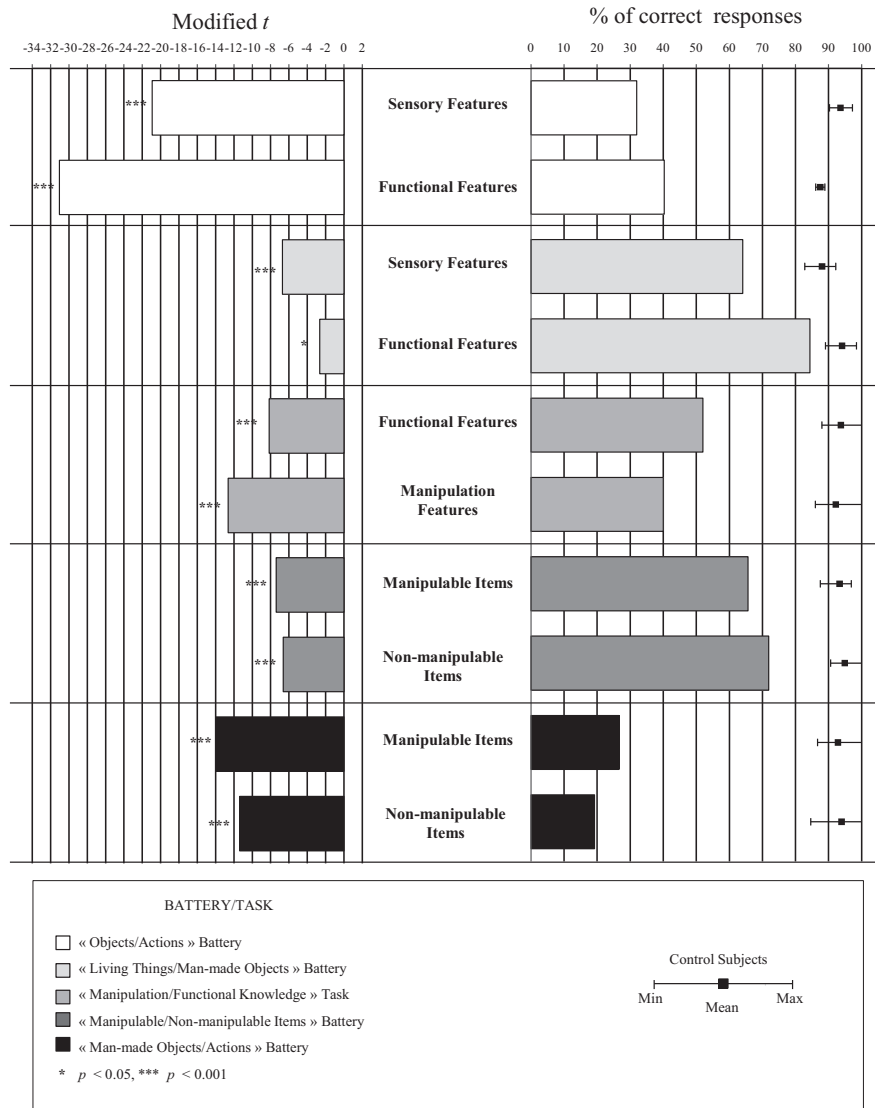 Modified t
% of correct responses
-34 -32 -30 -28 -26 -24 -22 -20 -18 -16 -14 -12 -10 -8 -6 -4 -2 0 2
0 10 20 30 40 50 60 70 80 90 100
*** Sensory Features
*** Functional Features
*** Sensory Features
* Functional Features
*** Functional Features
*** Manipulation
Features
*** Manipulable Items
*** Non-manipulable
Items
*** Manipulable Items
*** Non-manipulable
Items
BATTERY/TASK
« Objects/Actions » Battery
« Living Things/Man-made Objects » Battery
« Manipulation/Functional Knowledge » Task
« Manipulable/Non-manipulable Items » Battery
« Man-made Objects/Actions » Battery
* p < 0.05, *** p < 0.001
Control Subjects
Min Max
Mean